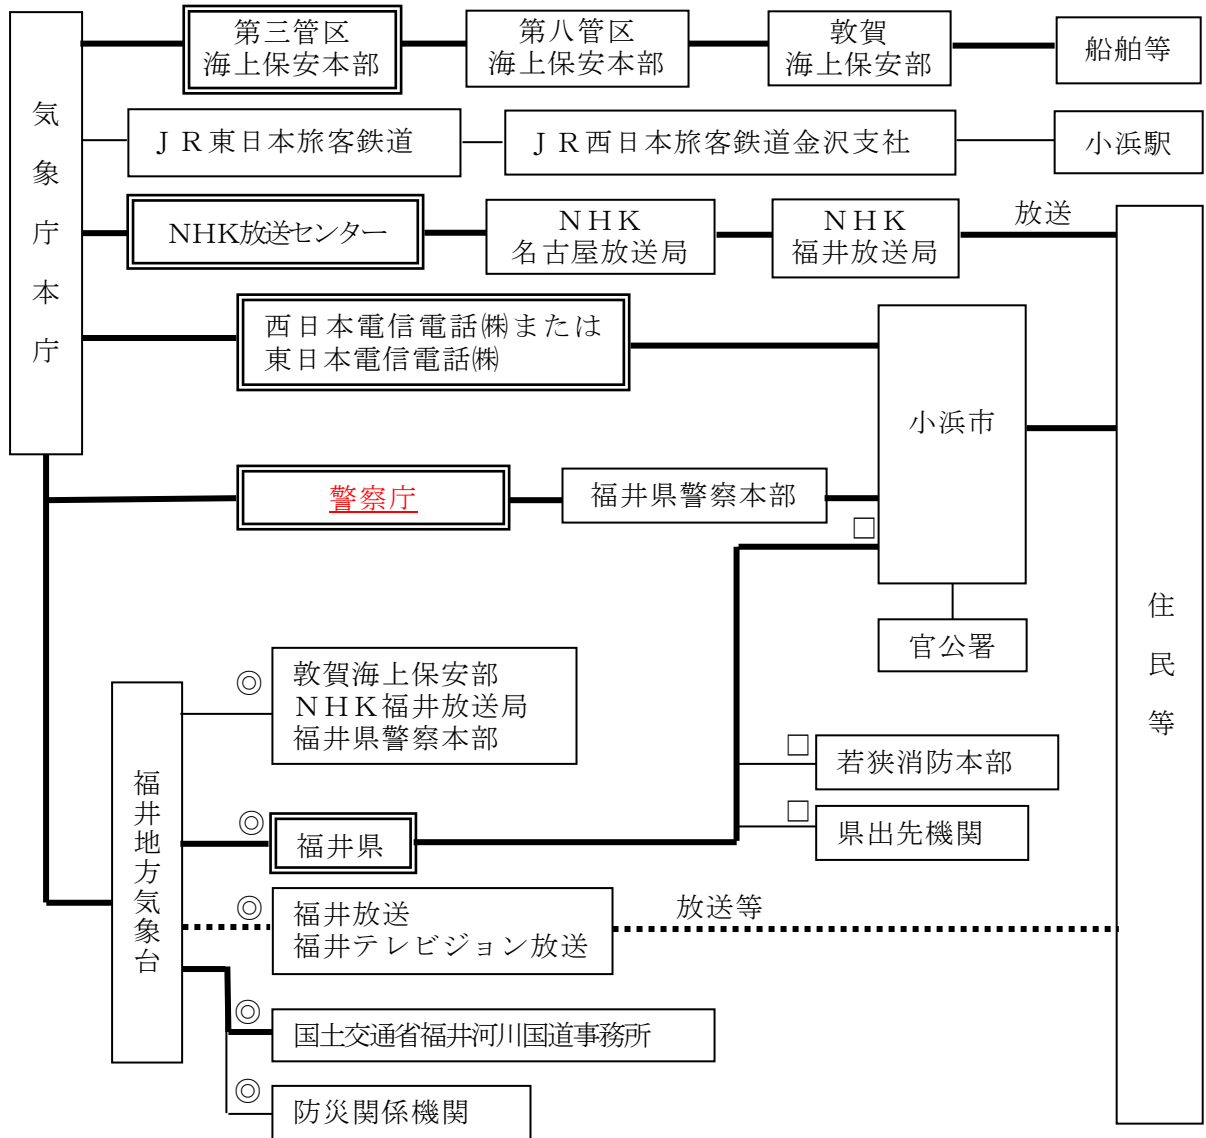 気象庁本庁
第三管区
海上保安本部
第八管区
海上保安本部
敦賀
海上保安部
船舶等
ＪＲ東日本旅客鉄道
ＪＲ西日本旅客鉄道金沢支社
小浜駅
NHK放送センター
ＮＨＫ
名古屋放送局
ＮＨＫ
福井放送局
放送
西日本電信電話㈱または
東日本電信電話㈱
小浜市
警察庁
福井県警察本部
□
官公署
住民等
福井地方気象台
◎
敦賀海上保安部
ＮＨＫ福井放送局
福井県警察本部
□
若狭消防本部
◎
福井県
□
県出先機関
◎
福井放送
福井テレビジョン放送
放送等
◎
国土交通省福井河川国道事務所
◎
防災関係機関